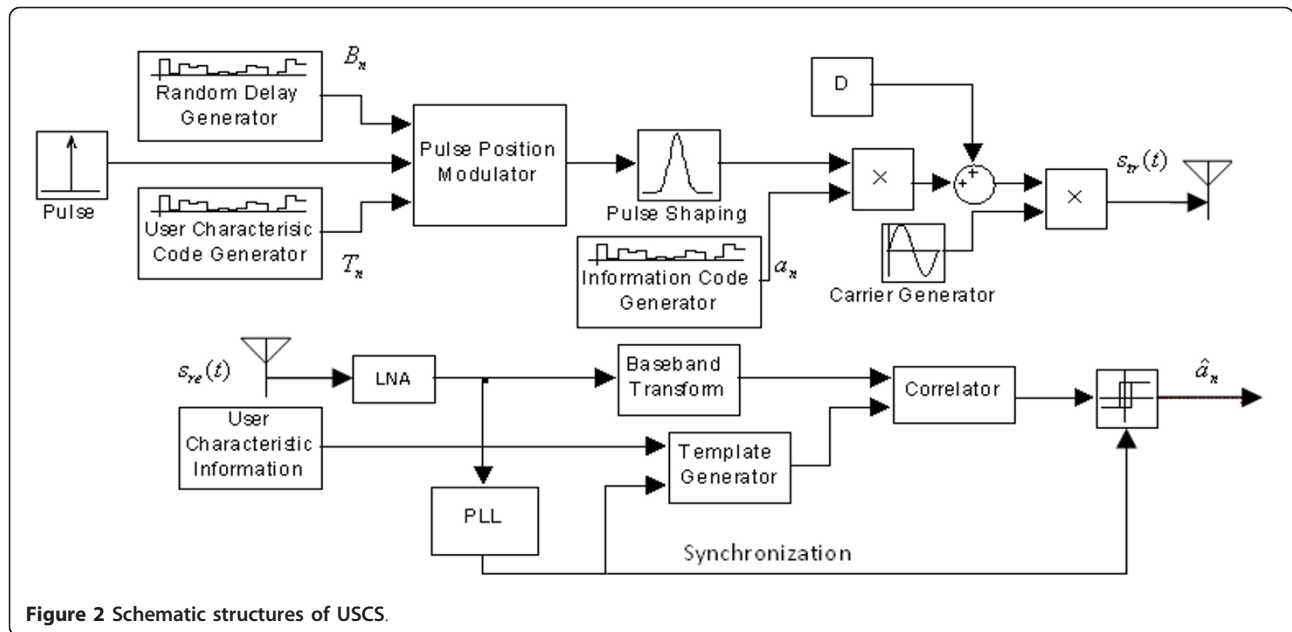 B_n
Random Delay
Generator
Pulse
Pulse Position
Modulator
User Characterisic
Code Generator
T_n
Pulse Shaping
×
D
+
+
×
s_tr(t)
Information Code
Generator
a_n
Carrier Generator
s_re(t)
LNA
Baseband
Transform
Correlator
â_n
User
Characteristic
Information
Template
Generator
PLL
Synchronization
Figure 2 Schematic structures of USCS.